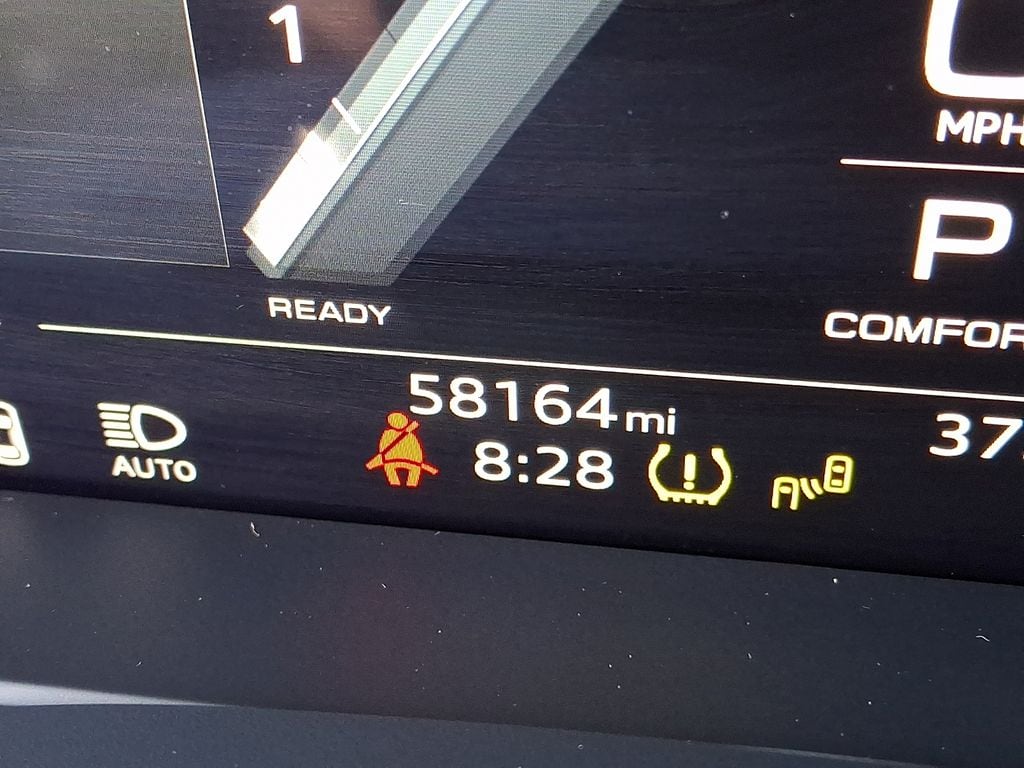 1
MPH
READY
P
COMFOR
58164 mi
37
AUTO
8:28